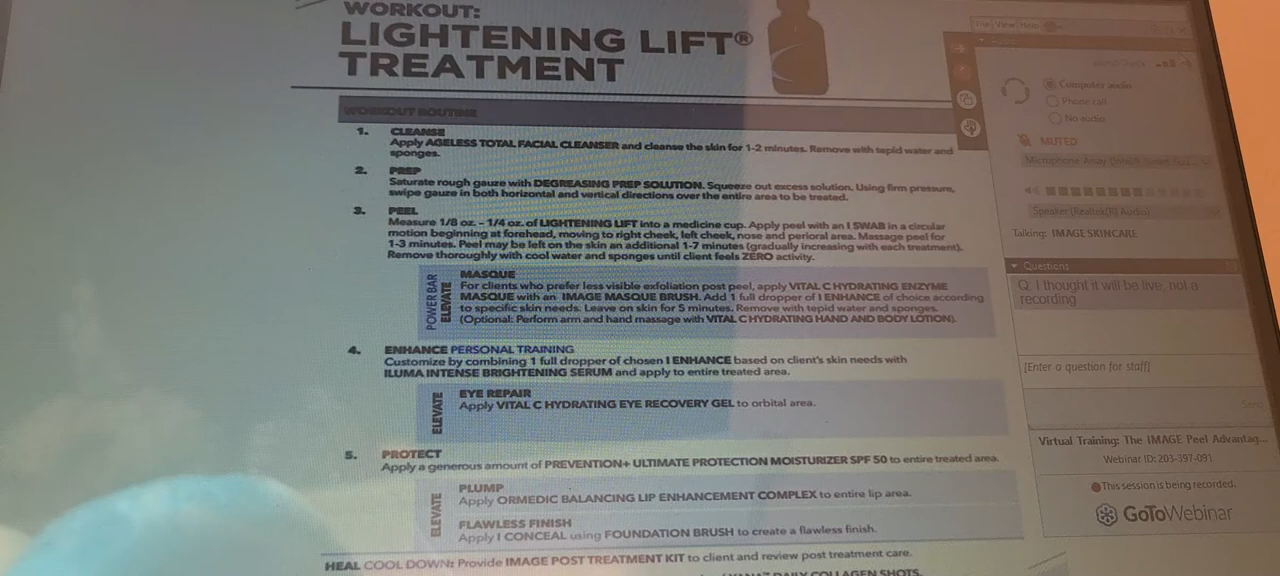 WORKOUT:
LIGHTENING LIFT®
TREATMENT
WORKOUT ROUTINE
1. CLEANSE
Apply AGELESS TOTAL FACIAL CLEANSER and cleanse the skin for 1-2 minutes. Remove with tepid water and
sponges.
2. PREP
Saturate rough gauze with DEGREASING PREP SOLUTION. Squeeze out excess solution. Using firm pressure,
swipe gauze in both horizontal and vertical directions over the entire area to be treated.
3. PEEL
Measure 1/8 oz. - 1/4 oz. of LIGHTENING LIFT into a medicine cup. Apply peel with an I SWAB in a circular
motion beginning at forehead, moving to right cheek, left cheek, nose and perioral area. Massage peel for
1-3 minutes. Peel may be left on the skin an additional 1-7 minutes (gradually increasing with each treatment).
Remove thoroughly with cool water and sponges until client feels ZERO activity.
POWER BAR
ELEVATE
MASQUE
For clients who prefer less visible exfoliation post peel, apply VITAL C HYDRATING ENZYME
MASQUE with an IMAGE MASQUE BRUSH. Add 1 full dropper of I ENHANCE of choice according
to specific skin needs. Leave on skin for 5 minutes. Remove with tepid water and sponges.
(Optional: Perform arm and hand massage with VITAL C HYDRATING HAND AND BODY LOTION).
4. ENHANCE PERSONAL TRAINING
Customize by combining 1 full dropper of chosen I ENHANCE based on client's skin needs with
ILUMA INTENSE BRIGHTENING SERUM and apply to entire treated area.
ELEVATE
EYE REPAIR
Apply VITAL C HYDRATING EYE RECOVERY GEL to orbital area.
5. PROTECT
Apply a generous amount of PREVENTION+ ULTIMATE PROTECTION MOISTURIZER SPF 50 to entire treated area.
ELEVATE
PLUMP
Apply ORMEDIC BALANCING LIP ENHANCEMENT COMPLEX to entire lip area.
FLAWLESS FINISH
Apply I CONCEAL using FOUNDATION BRUSH to create a flawless finish.
HEAL COOL DOWN: Provide IMAGE POST TREATMENT KIT to client and review post treatment care.
DAILY COLLAGEN SHOTS
File View Help
Audio
Computer audio
Phone call
No audio
MUTED
Microphone Array
Speaker (Realtek(R) Audio)
Talking: IMAGE SKINCARE
Questions
Q: I thought it will be live, not a
recording
[Enter a question for staff]
Send
Virtual Training: The IMAGE Peel Advantag...
Webinar ID: 203-397-091
This session is being recorded.
GoToWebinar